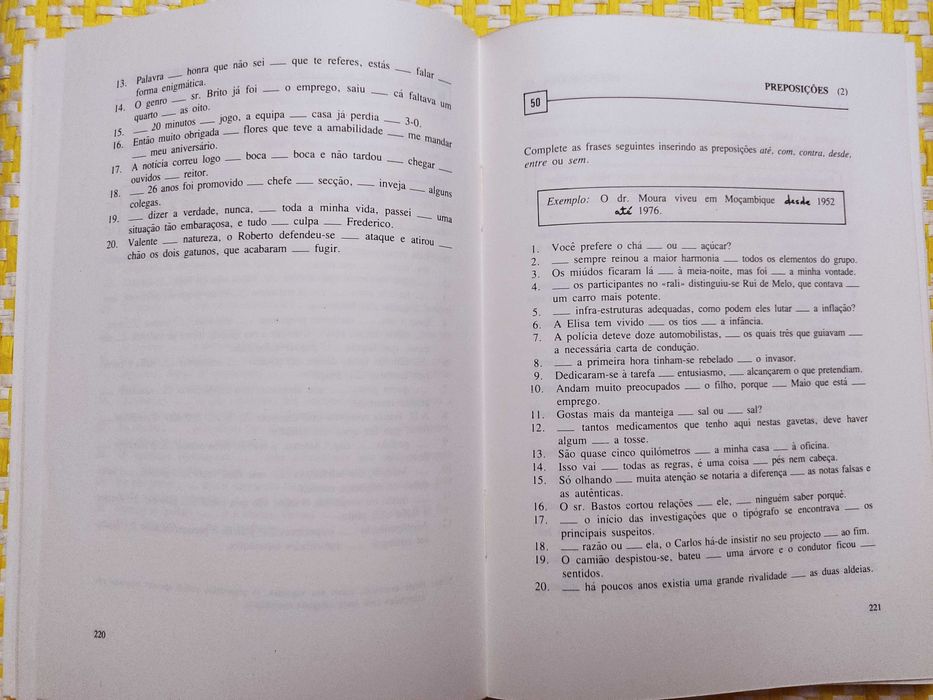 13. Palavra ___ honra que não sei ___ que te referes, estás ___ falar ___
forma enigmática.
14. O genro ___ sr. Brito já foi ___ o emprego, saiu ___ cá faltava um
quarto ___ as oito.
15. ___ 20 minutos ___ jogo, a equipa ___ casa já perdia ___ 3-0.
16. Então muito obrigada ___ flores que teve a amabilidade ___ me mandar
___ meu aniversário.
17. A notícia correu logo ___ boca ___ boca e não tardou ___ chegar ___
ouvidos ___ reitor.
18. ___ 26 anos foi promovido ___ chefe ___ secção, ___ inveja ___ alguns
colegas.
19. ___ dizer a verdade, nunca, ___ toda a minha vida, passei ___ uma
situação tão embaraçosa, e tudo ___ culpa ___ Frederico.
20. Valente ___ natureza, o Roberto defendeu-se ___ ataque e atirou ___
chão os dois gatunos, que acabaram ___ fugir.
220
PREPOSIÇÕES (2)
50
Complete as frases seguintes inserindo as preposições até, com, contra, desde,
entre ou sem.
Exemplo: O dr. Moura viveu em Moçambique desde 1952
até 1976.
1. Você prefere o chá ___ ou ___ açúcar?
2. ___ sempre reinou a maior harmonia ___ todos os elementos do grupo.
3. Os miúdos ficaram lá ___ à meia-noite, mas foi ___ a minha vontade.
4. ___ os participantes no «rali» distinguiu-se Rui de Melo, que contava ___
um carro mais potente.
5. ___ infra-estruturas adequadas, como podem eles lutar ___ a inflação?
6. A Elisa tem vivido ___ os tios ___ a infância.
7. A polícia deteve doze automobilistas, ___ os quais três que guiavam ___
a necessária carta de condução.
8. ___ a primeira hora tinham-se rebelado ___ o invasor.
9. Dedicaram-se à tarefa ___ entusiasmo, ___ alcançarem o que pretendiam.
10. Andam muito preocupados ___ o filho, porque ___ Maio que está ___
emprego.
11. Gostas mais da manteiga ___ sal ou ___ sal?
12. ___ tantos medicamentos que tenho aqui nestas gavetas, deve haver
algum ___ a tosse.
13. São quase cinco quilómetros ___ a minha casa ___ à oficina.
14. Isso vai ___ todas as regras, é uma coisa ___ pés nem cabeça.
15. Só olhando ___ muita atenção se notaria a diferença ___ as notas falsas e
as autênticas.
16. O sr. Bastos cortou relações ___ ele, ___ ninguém saber porquê.
17. ___ o início das investigações que o tipógrafo se encontrava ___ os
principais suspeitos.
18. ___ razão ou ___ ela, o Carlos há-de insistir no seu projecto ___ ao fim.
19. O camião despistou-se, bateu ___ uma árvore e o condutor ficou ___
sentidos.
20. ___ há poucos anos existia uma grande rivalidade ___ as duas aldeias.
221